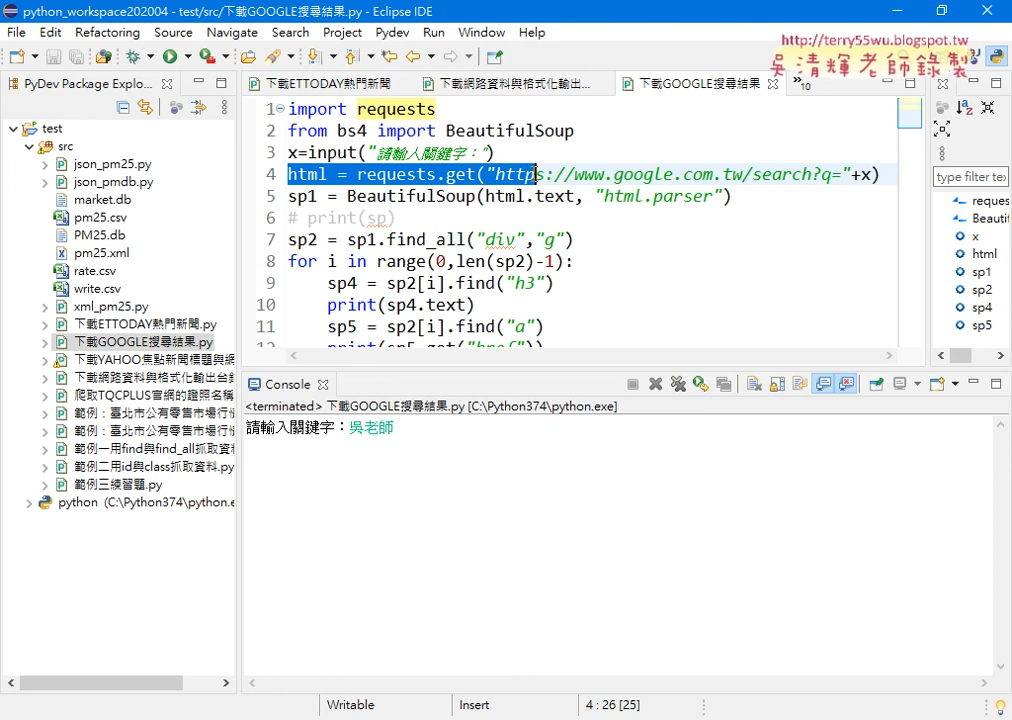 python_workspace202004 - test/src/下載GOOGLE搜尋結果.py - Eclipse IDE
File Edit Refactoring Source Navigate Search Project Pydev Run Window Help
http://terry55wu.blogspot.tw
吳清輝老師錄製
PyDev Package Explo...
下載ETTODAY熱門新聞
下載網路資料與格式化輸出...
下載GOOGLE搜尋結果
10
test
src
json_pm25.py
json_pmdb.py
market.db
pm25.csv
PM25.db
pm25.xml
rate.csv
write.csv
xml_pm25.py
下載ETTODAY熱門新聞.py
下載GOOGLE搜尋結果.py
下載YAHOO焦點新聞標題與網
下載網路資料與格式化輸出台
爬取TQCPLUS官網的證照名稱
範例：臺北市公有零售市場行情
範例：臺北市公有零售市場行情
範例一用find與find_all抓取資料
範例二用id與class抓取資料.py
範例三練習題.py
python (C:\Python374\python.e
1 import requests
2 from bs4 import BeautifulSoup
3 x=input("請輸入關鍵字：")
4 html = requests.get("https://www.google.com.tw/search?q="+x)
5 sp1 = BeautifulSoup(html.text, "html.parser")
6 # print(sp)
7 sp2 = sp1.find_all("div","g")
8 for i in range(0,len(sp2)-1):
9 sp4 = sp2[i].find("h3")
10 print(sp4.text)
11 sp5 = sp2[i].find("a")
12 print(sp5.get("href"))
type filter te
reques
Beautif
x
html
sp1
sp2
sp4
sp5
Console
<terminated> 下載GOOGLE搜尋結果.py [C:\Python374\python.exe]
請輸入關鍵字：吳老師
Writable Insert 4 : 26 [25]